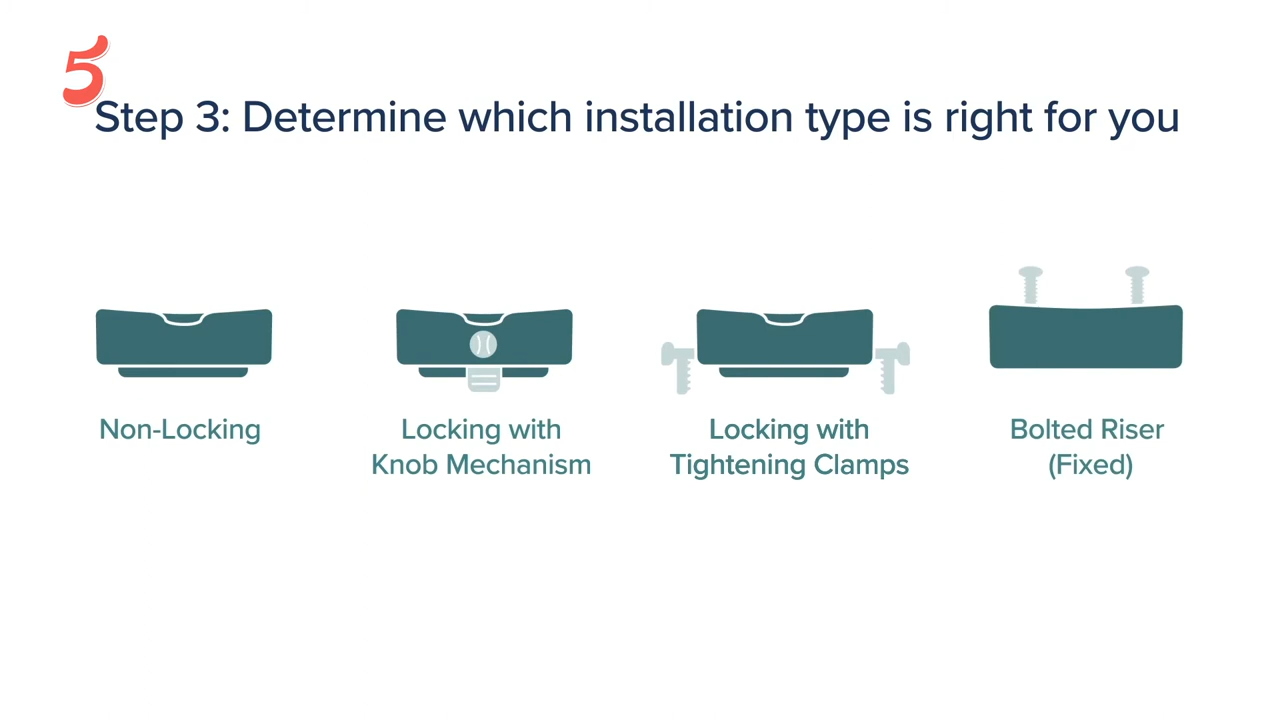 5
Step 3: Determine which installation type is right for you
Non-Locking
Locking with
Knob Mechanism
Locking with
Tightening Clamps
Bolted Riser
(Fixed)